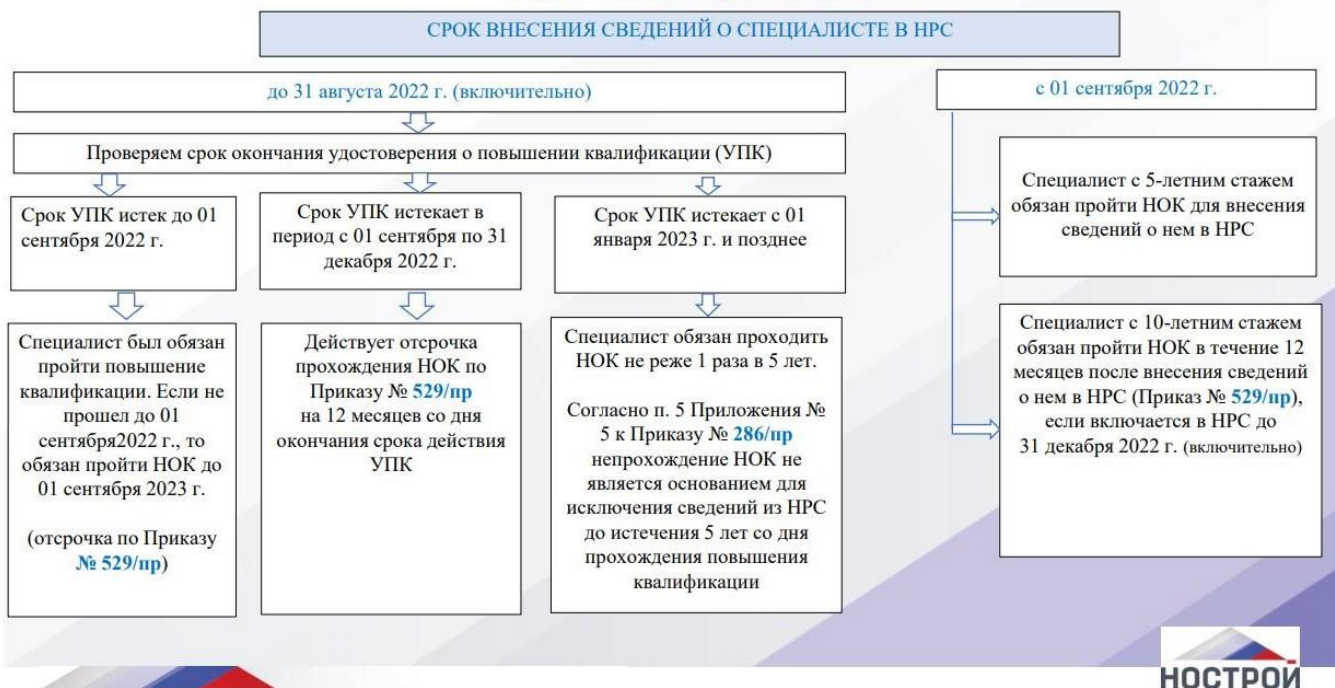 СРОК ВНЕСЕНИЯ СВЕДЕНИЙ О СПЕЦИАЛИСТЕ В НРС
до 31 августа 2022 г. (включительно)
Проверяем срок окончания удостоверения о повышении квалификации (УПК)
Срок УПК истек до 01
сентября 2022 г.
Специалист был обязан
пройти повышение
квалификации. Если не
прошел до 01
сентября2022 г., то
обязан пройти НОК до
01 сентября 2023 г.
(отсрочка по Приказу
№ 529/пр)
Срок УПК истекает в
период с 01 сентября по 31
декабря 2022 г.
Действует отсрочка
прохождения НОК по
Приказу № 529/пр
на 12 месяцев со дня
окончания срока действия
УПК
Срок УПК истекает с 01
января 2023 г. и позднее
Специалист обязан проходить
НОК не реже 1 раза в 5 лет.
Согласно п. 5 Приложения №
5 к Приказу № 286/пр
непрохождение НОК не
является основанием для
исключения сведений из НРС
до истечения 5 лет со дня
прохождения повышения
квалификации
с 01 сентября 2022 г.
Специалист с 5-летним стажем
обязан пройти НОК для внесения
сведений о нем в НРС
Специалист с 10-летним стажем
обязан пройти НОК в течение 12
месяцев после внесения сведений
о нем в НРС (Приказ № 529/пр),
если включается в НРС до
31 декабря 2022 г. (включительно)
НОСТРОЙ